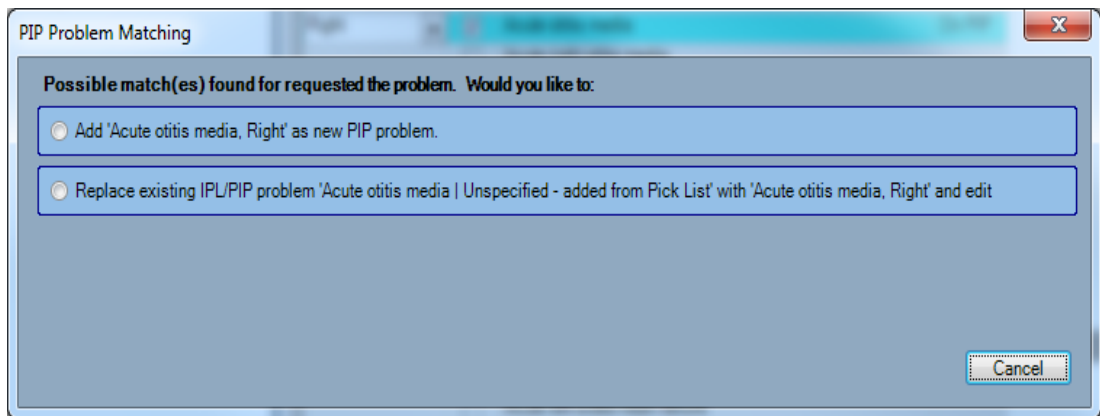 PIP Problem Matching
Possible match(es) found for requested the problem. Would you like to:
Add 'Acute otitis media, Right' as new PIP problem.
Replace existing IPL/PIP problem 'Acute otitis media | Unspecified - added from Pick List' with 'Acute otitis media, Right' and edit
Cancel